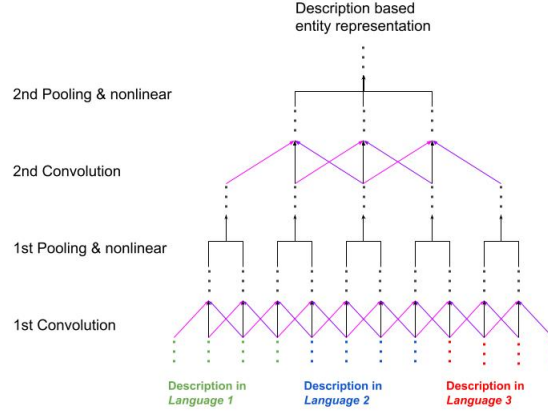 Description based
entity representation
2nd Pooling & nonlinear
2nd Convolution
1st Pooling & nonlinear
1st Convolution
Description in
Language 1
Description in
Language 2
Description in
Language 3